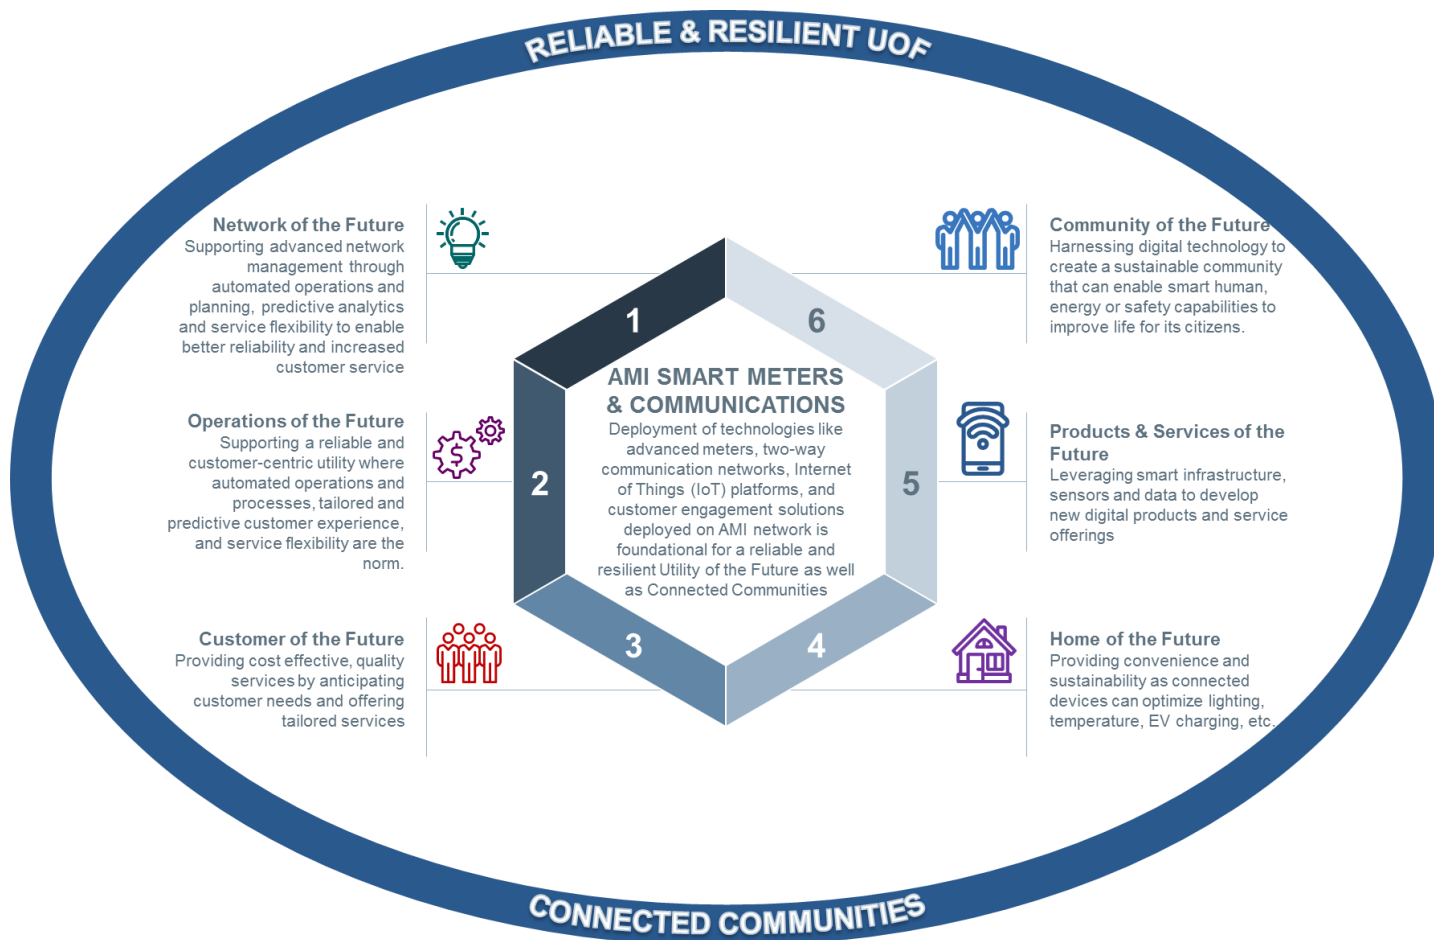 RELIABLE & RESILIENT UOF
Network of the Future
Supporting advanced network
management through
automated operations and
planning, predictive analytics
and service flexibility to enable
better reliability and increased
customer service
Operations of the Future
Supporting a reliable and
customer-centric utility where
automated operations and
processes, tailored and
predictive customer experience,
and service flexibility are the
norm.
Customer of the Future
Providing cost effective, quality
services by anticipating
customer needs and offering
tailored services
1
6
2
5
3
4
AMI SMART METERS
& COMMUNICATIONS
Deployment of technologies like
advanced meters, two-way
communication networks, Internet
of Things (IoT) platforms, and
customer engagement solutions
deployed on AMI network is
foundational for a reliable and
resilient Utility of the Future as well
as Connected Communities
$
Community of the Future
Harnessing digital technology to
create a sustainable community
that can enable smart human,
energy or safety capabilities to
improve life for its citizens.
Products & Services of the
Future
Leveraging smart infrastructure,
sensors and data to develop
new digital products and service
offerings
Home of the Future
Providing convenience and
sustainability as connected
devices can optimize lighting,
temperature, EV charging, etc.
CONNECTED COMMUNITIES